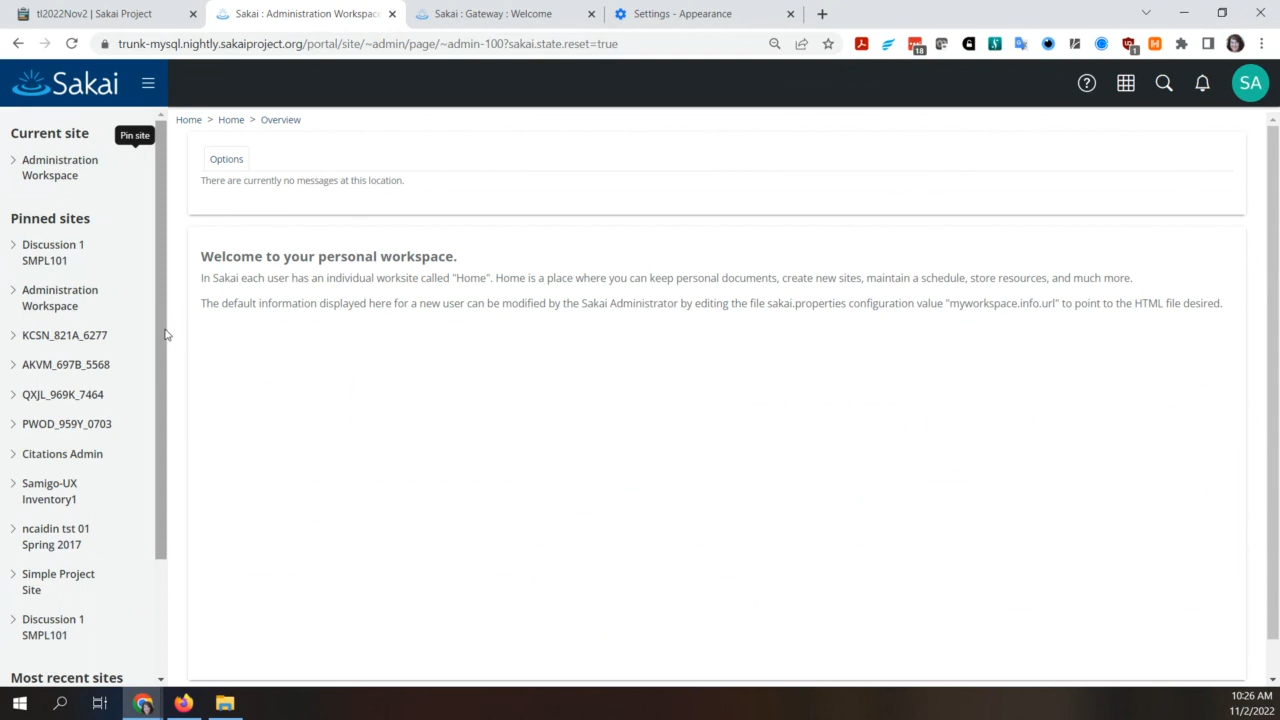 tl2022Nov2 | Sakai Project
Sakai : Administration Workspace
Sakai : Gateway : Welcome
Settings - Appearance
trunk-mysql.nightly.sakaiproject.org/portal/site/~admin/page/~admin-100?sakai.state.reset=true
18
1
Sakai
SA
Current site
Pin site
Administration
Workspace
Pinned sites
Discussion 1
SMPL101
Administration
Workspace
KCSN_821A_6277
AKVM_697B_5568
QXJL_969K_7464
PWOD_959Y_0703
Citations Admin
Samigo-UX
Inventory1
ncaidin tst 01
Spring 2017
Simple Project
Site
Discussion 1
SMPL101
Most recent sites
Home > Home > Overview
Options
There are currently no messages at this location.
Welcome to your personal workspace.
In Sakai each user has an individual worksite called "Home". Home is a place where you can keep personal documents, create new sites, maintain a schedule, store resources, and much more.
The default information displayed here for a new user can be modified by the Sakai Administrator by editing the file sakai.properties configuration value "myworkspace.info.url" to point to the HTML file desired.
10:26 AM
11/2/2022